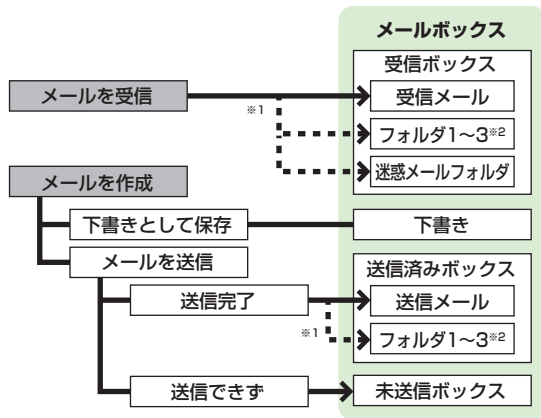 メールボックス
受信ボックス
メールを受信
受信メール
※1
フォルダ1～3※2
迷惑メールフォルダ
メールを作成
下書きとして保存
下書き
メールを送信
送信済みボックス
送信完了
送信メール
※1
フォルダ1～3※2
送信できず
未送信ボックス